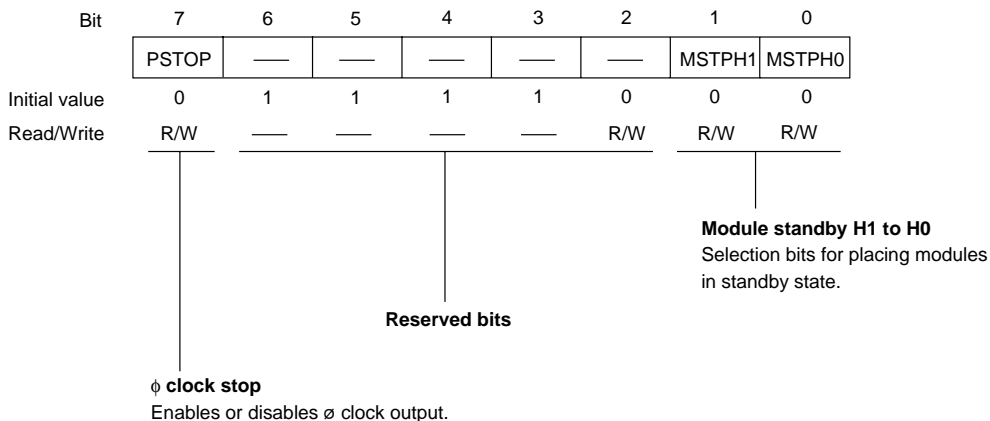 Bit 7 6 5 4 3 2 1 0
PSTOP — — — — — MSTPH1 MSTPH0
Initial value 0 1 1 1 1 0 0 0
Read/Write R/W — — — — R/W R/W R/W
Module standby H1 to H0
Selection bits for placing modules
in standby state.
Reserved bits
ϕ clock stop
Enables or disables ø clock output.